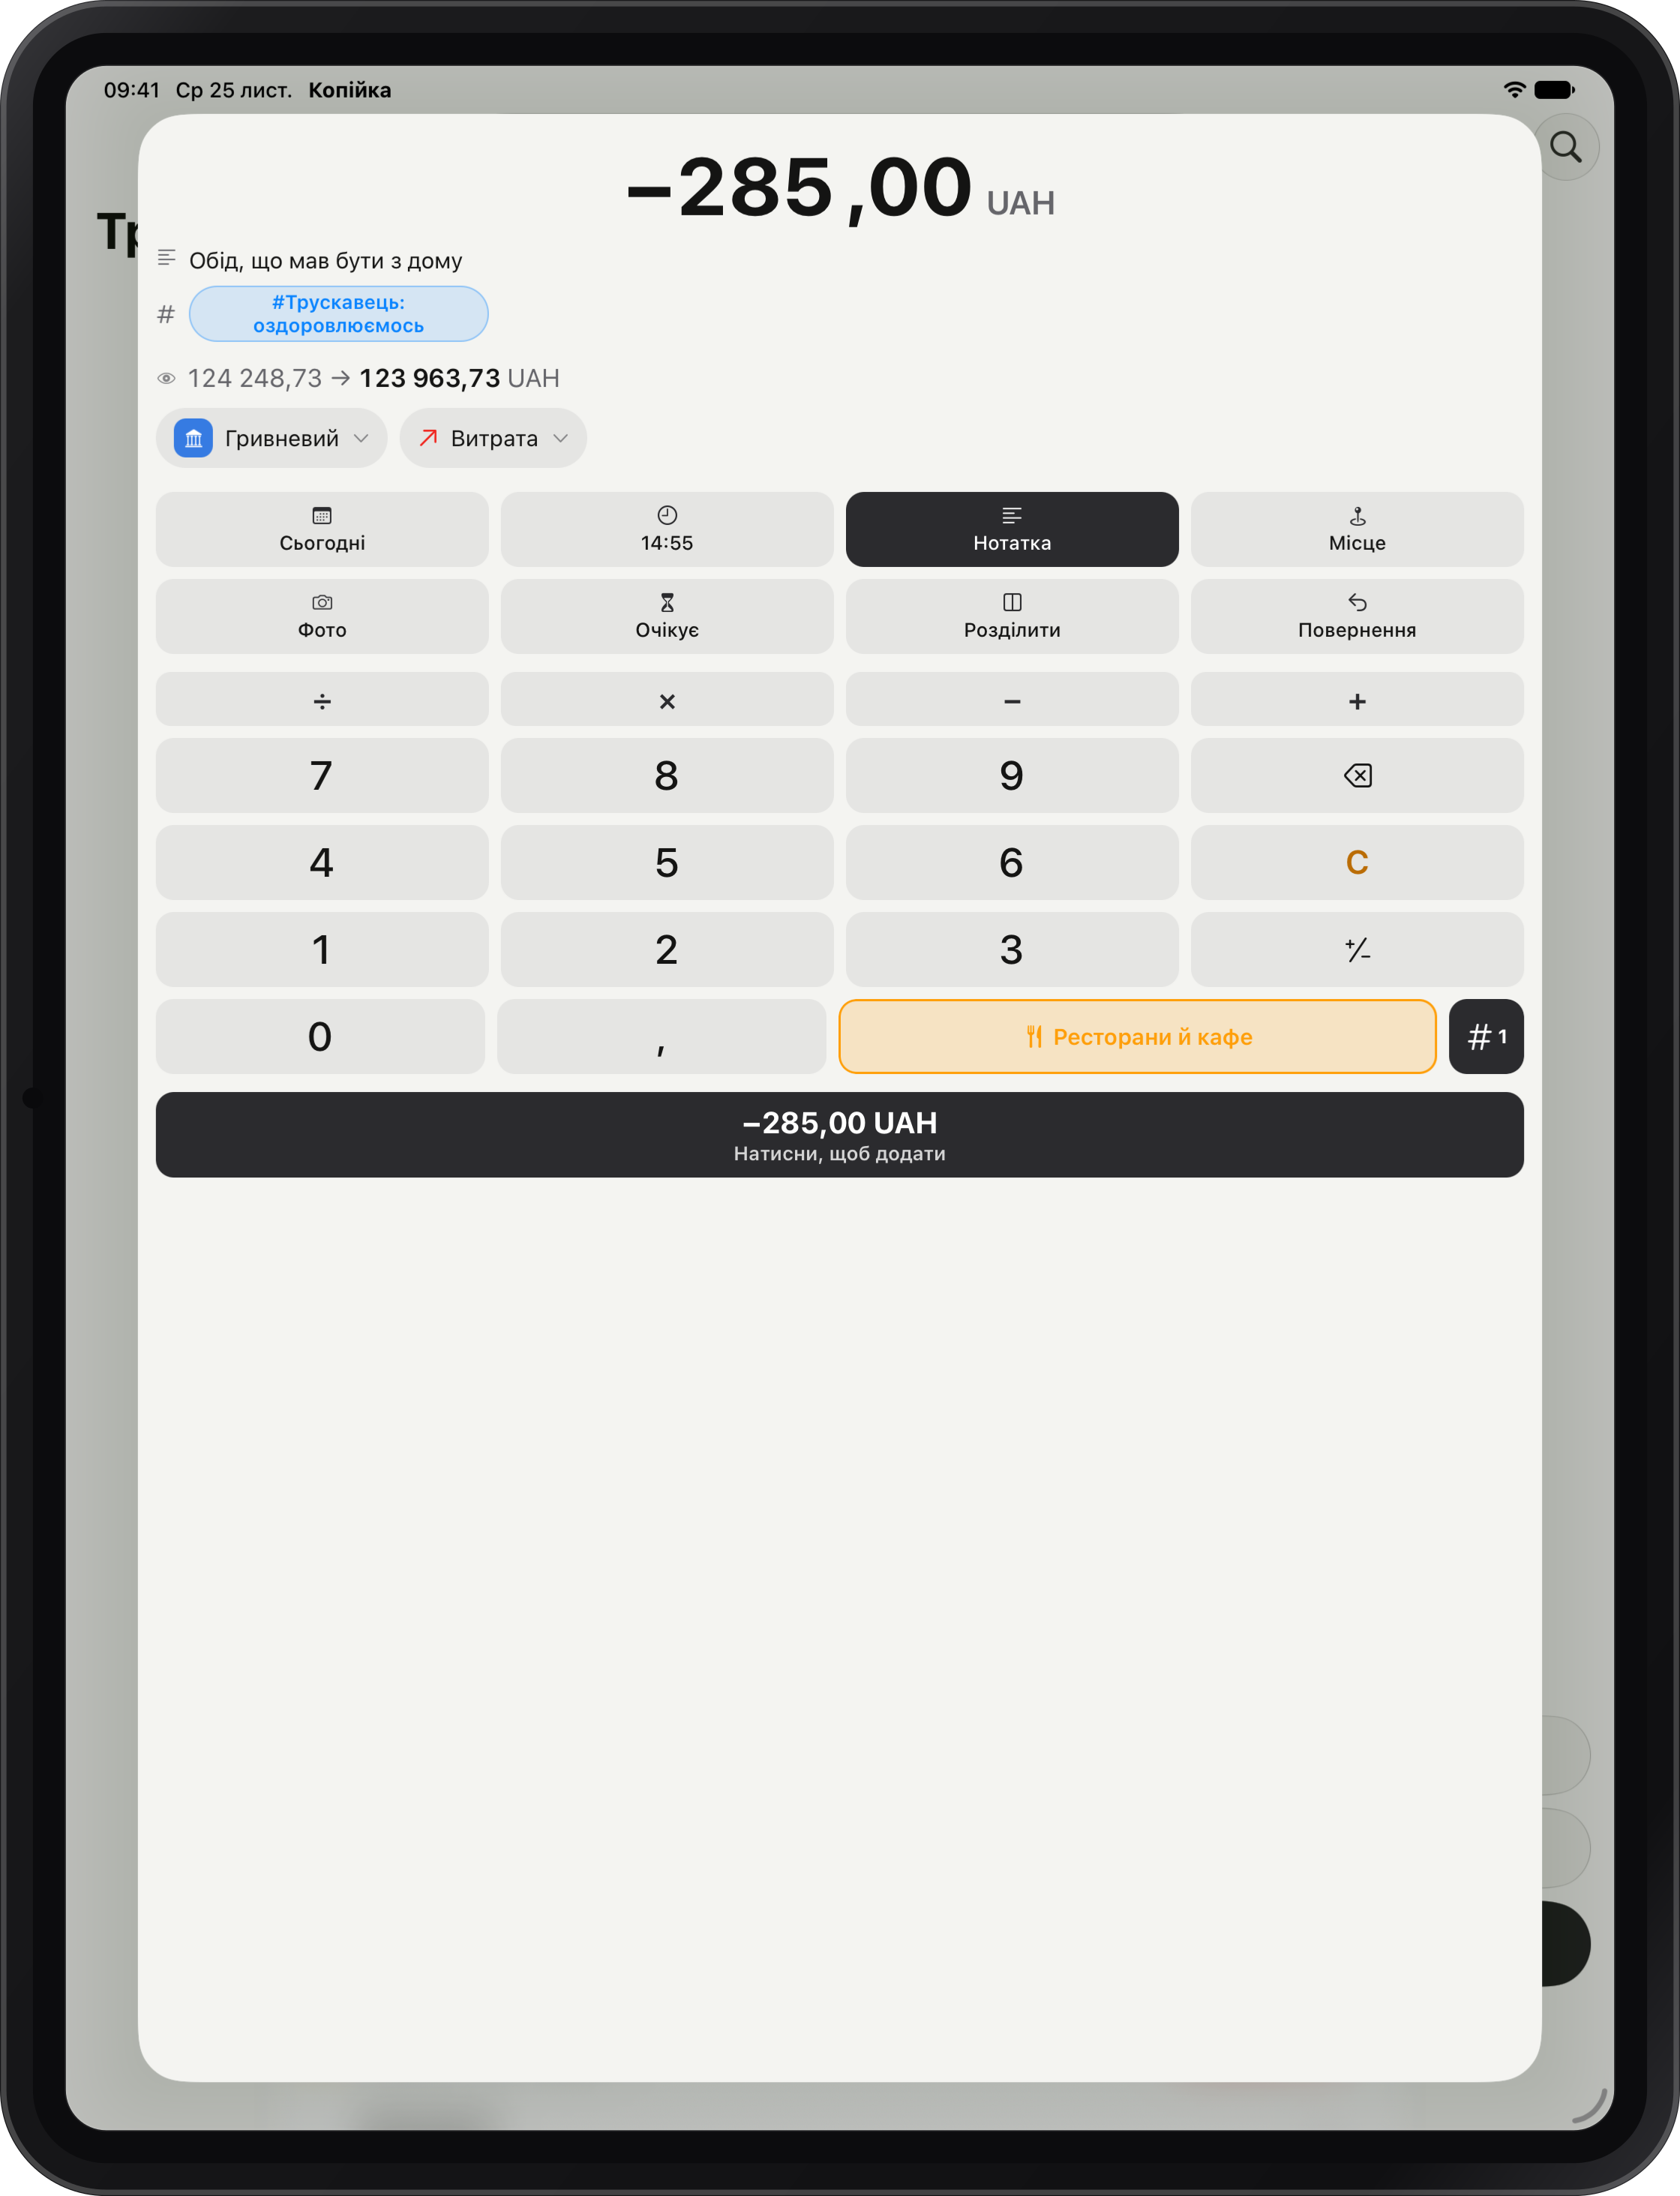 09:41 Ср 25 лист. Копійка
−285,00 UAH
Обід, що мав бути з дому
# #Трускавець:
оздоровлюємось
124 248,73 → 123 963,73 UAH
Гривневий Витрата
Сьогодні 14:55 Нотатка Місце
Фото Очікує Розділити Повернення
÷ × − +
7 8 9
4 5 6 C
1 2 3 +/−
0 , Ресторани й кафе # 1
−285,00 UAH
Натисни, щоб додати